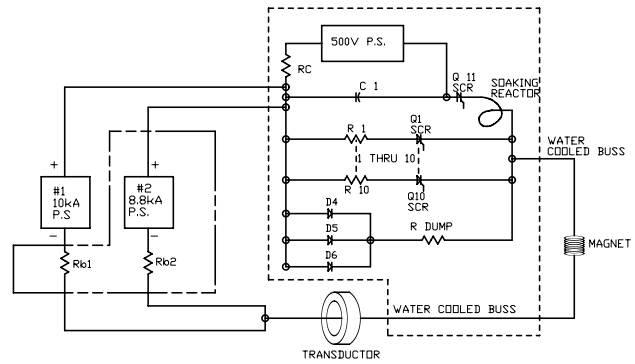 500V P.S.
RC
C 1
Q 11
SCR
SOAKING
REACTOR
R 1
Q1
SCR
1 THRU 10
R 10
Q10
SCR
WATER
COOLED BUSS
+
#1
10kA
P.S
−
+
#2
8.8kA
P.S.
−
D4
D5
D6
R DUMP
MAGNET
Rb1
Rb2
WATER COOLED BUSS
TRANSDUCTOR